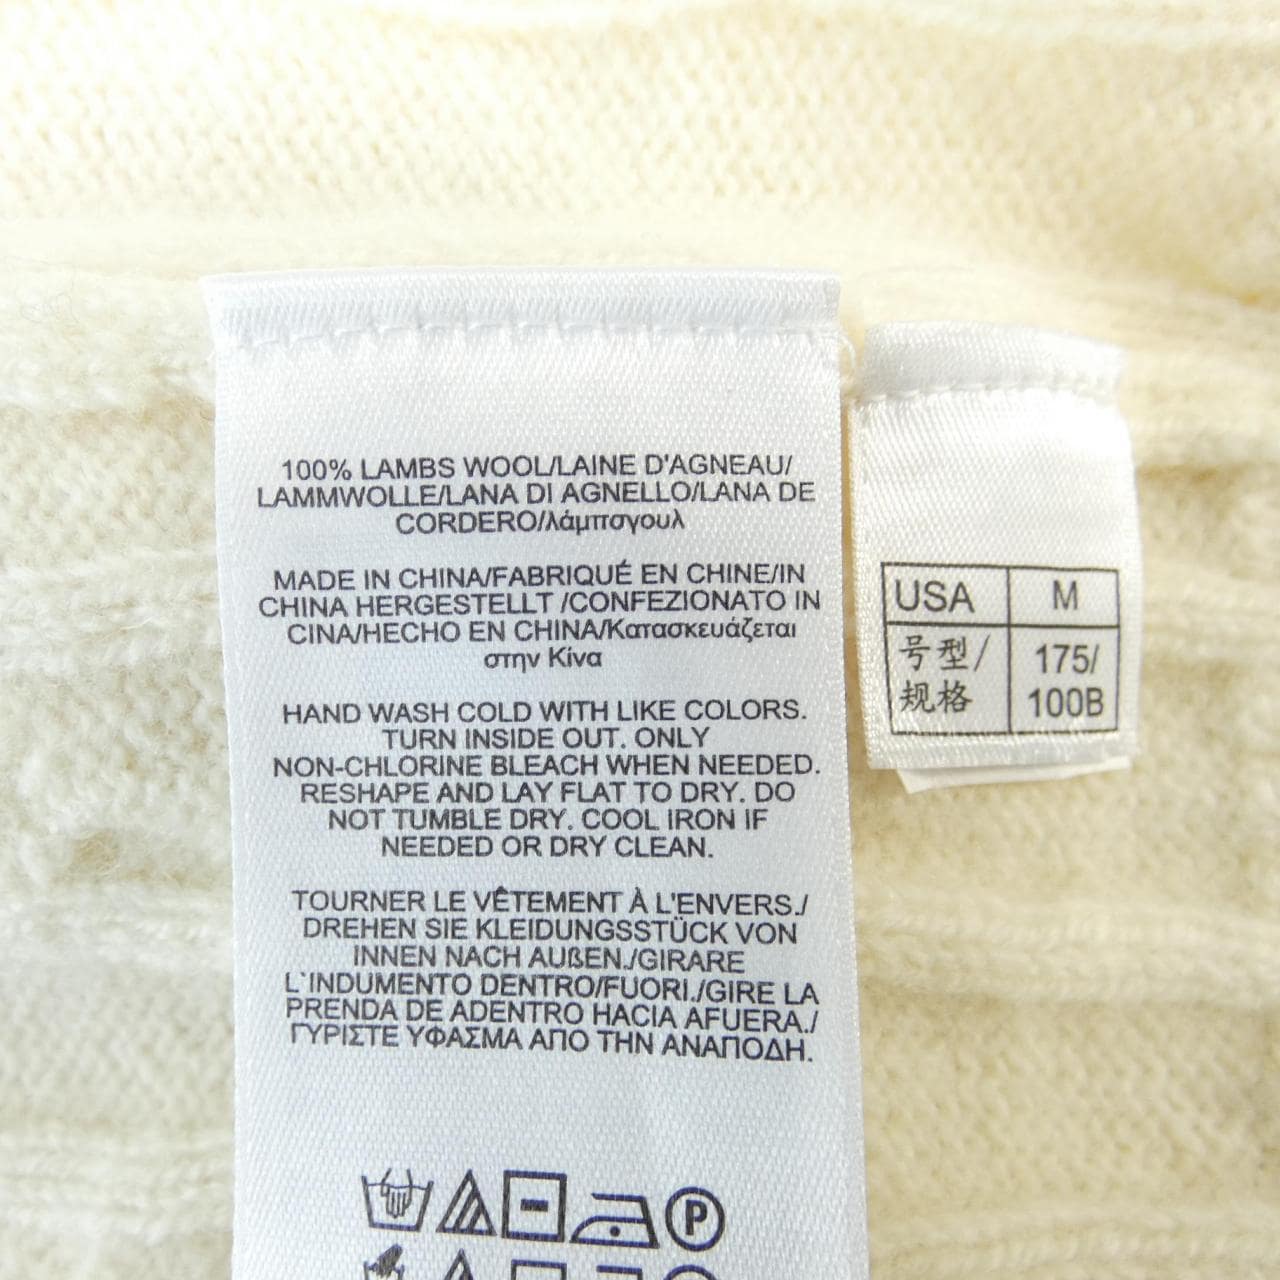 100% LAMBS WOOL/LAINE D'AGNEAU/
LAMMWOLLE/LANA DI AGNELLO/LANA DE
CORDERO/λάμπσγουλ
MADE IN CHINA/FABRIQUÉ EN CHINE/IN
CHINA HERGESTELLT /CONFEZIONATO IN
CINA/HECHO EN CHINA/Κατασκευάζεται
στην Κίνα
HAND WASH COLD WITH LIKE COLORS.
TURN INSIDE OUT. ONLY
NON-CHLORINE BLEACH WHEN NEEDED.
RESHAPE AND LAY FLAT TO DRY. DO
NOT TUMBLE DRY. COOL IRON IF
NEEDED OR DRY CLEAN.
TOURNER LE VÊTEMENT À L'ENVERS./
DREHEN SIE KLEIDUNGSSTÜCK VON
INNEN NACH AUßEN./GIRARE
L`INDUMENTO DENTRO/FUORI./GIRE LA
PRENDA DE ADENTRO HACIA AFUERA./
ΓΥΡΙΣΤΕ ΥΦΑΣΜΑ ΑΠΟ ΤΗΝ ΑΝΑΠΟΔΗ.
P
USA M
号型/ 175/
规格 100B